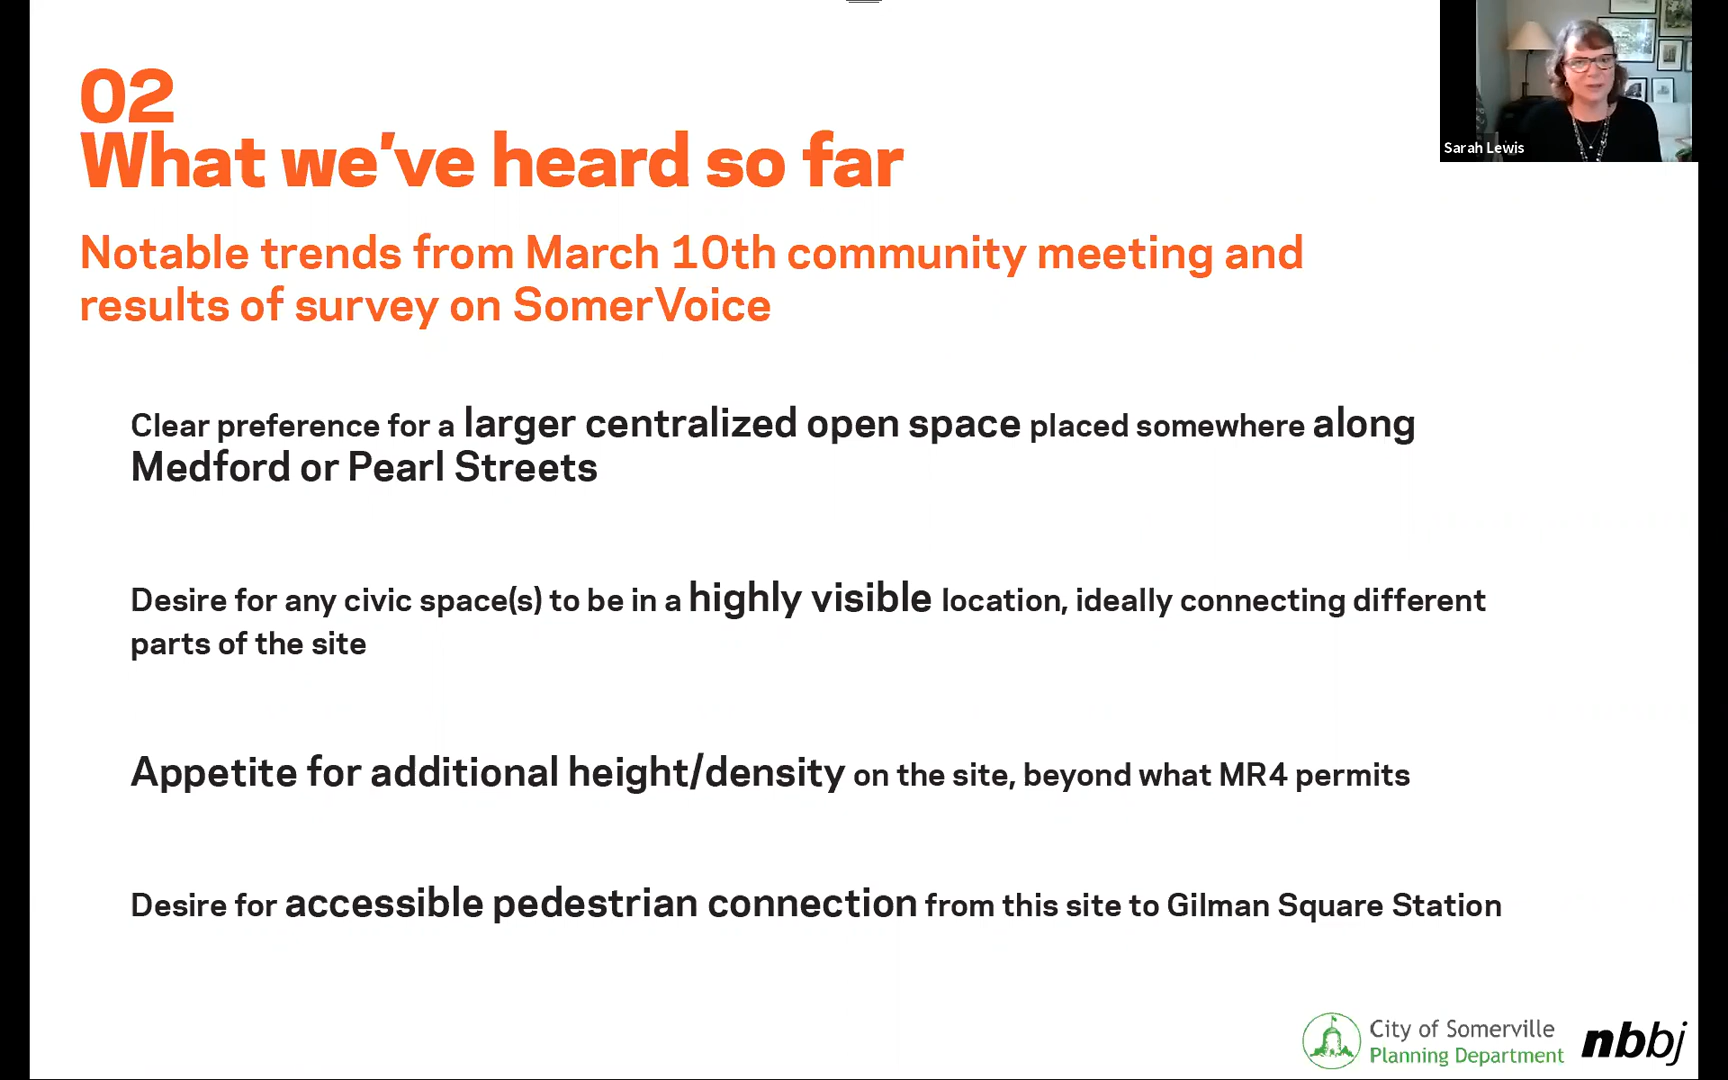 02
What we've heard so far
Sarah Lewis
Notable trends from March 10th community meeting and
results of survey on SomerVoice
Clear preference for a larger centralized open space placed somewhere along
Medford or Pearl Streets
Desire for any civic space(s) to be in a highly visible location, ideally connecting different
parts of the site
Appetite for additional height/density on the site, beyond what MR4 permits
Desire for accessible pedestrian connection from this site to Gilman Square Station
City of Somerville
Planning Department
nbbj